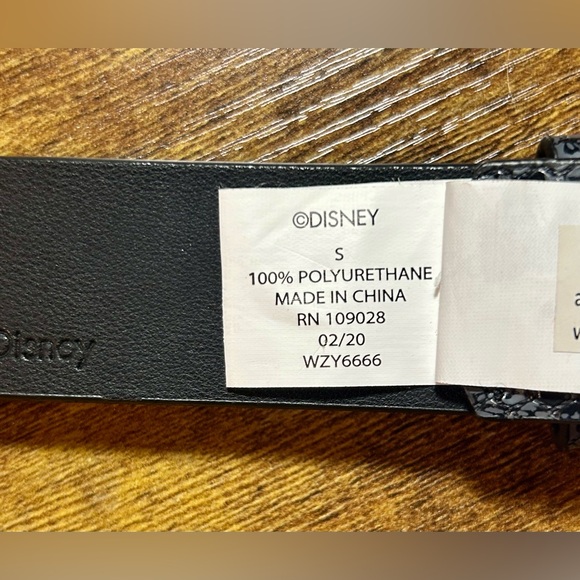 ©DISNEY
S
100% POLYURETHANE
MADE IN CHINA
RN 109028
02/20
WZY6666
Disney